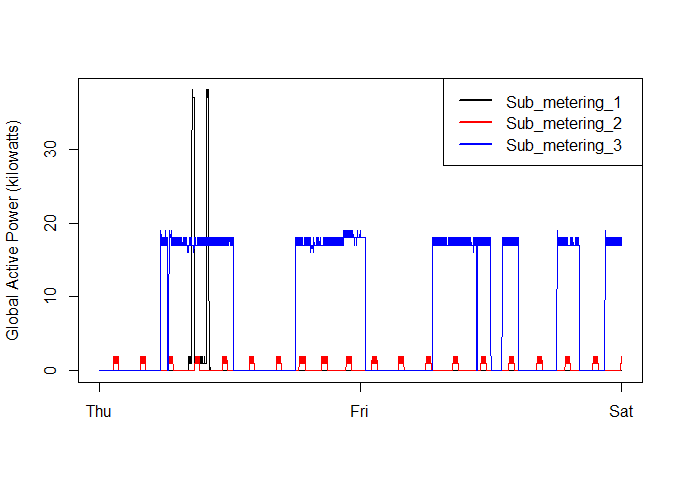 Global Active Power (kilowatts)
30
20
10
0
Thu
Fri
Sat
Sub_metering_1
Sub_metering_2
Sub_metering_3